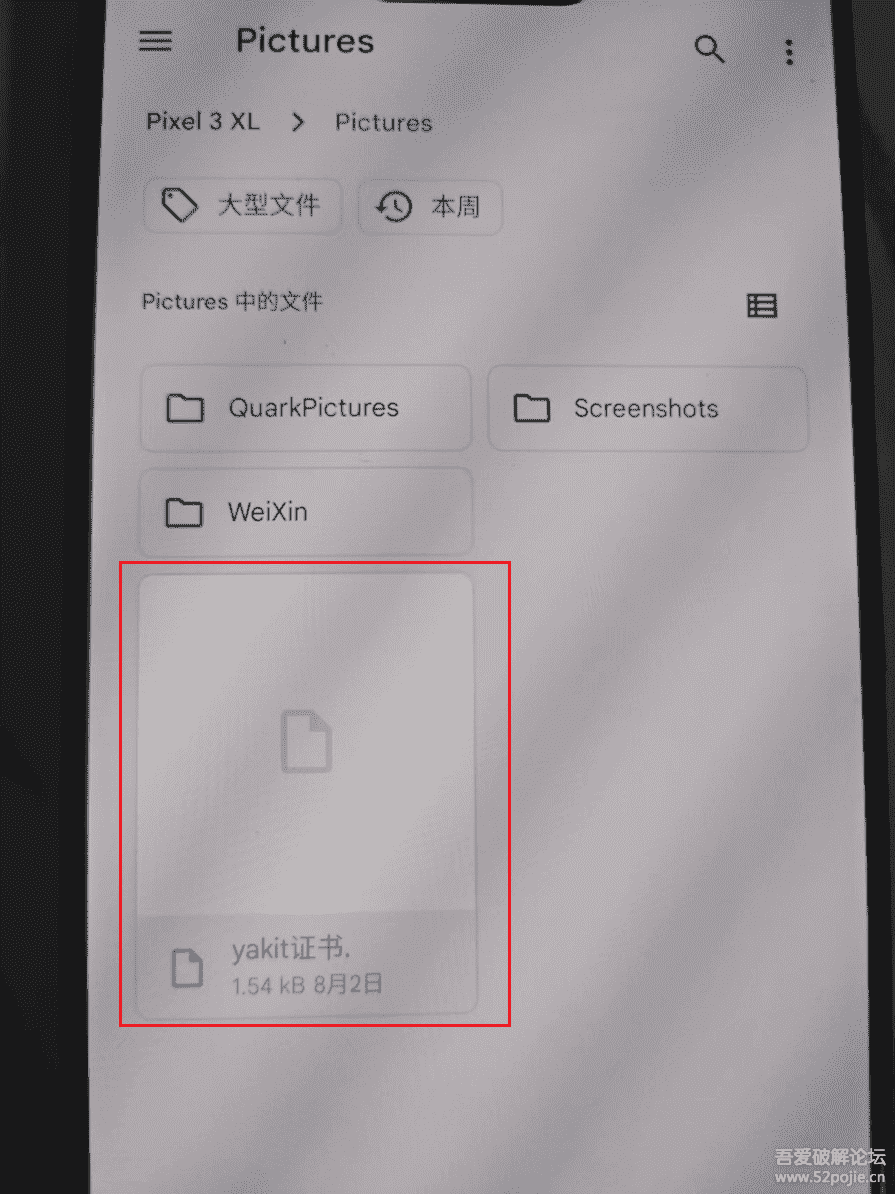 Pictures
Pixel 3 XL > Pictures
大型文件 本周
Pictures 中的文件
QuarkPictures Screenshots
WeiXin
yakit证书.
1.54 kB 8月2日
吾爱破解论坛
www.52pojie.cn